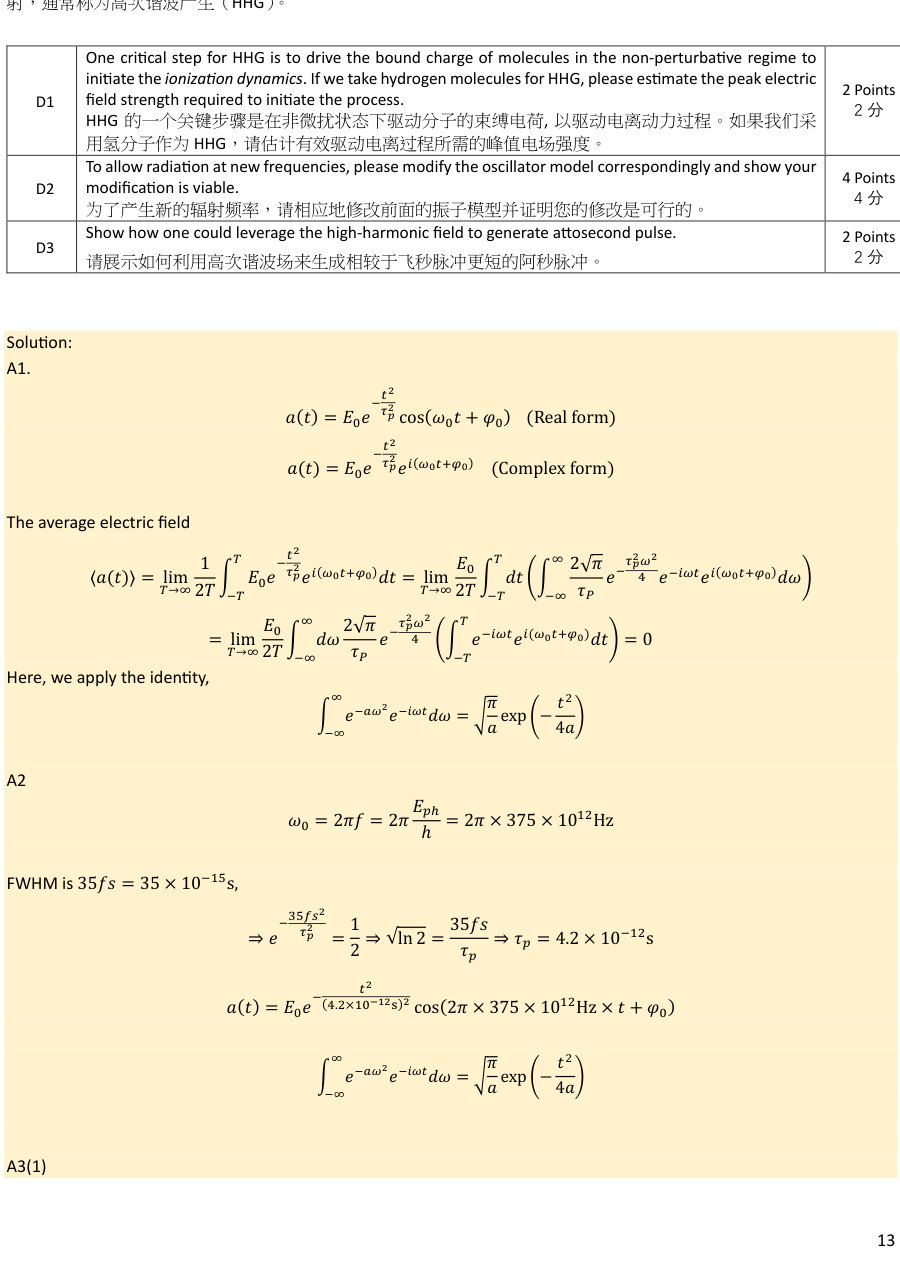 射，通常称为高次谐波产生（HHG）。
D1
One critical step for HHG is to drive the bound charge of molecules in the non-perturbative regime to
initiate the ionization dynamics. If we take hydrogen molecules for HHG, please estimate the peak electric
field strength required to initiate the process.
HHG 的一个关键步骤是在非微扰状态下驱动分子的束缚电荷, 以驱动电离动力过程。如果我们采
用氢分子作为 HHG，请估计有效驱动电离过程所需的峰值电场强度。
2 Points
2 分
D2
To allow radiation at new frequencies, please modify the oscillator model correspondingly and show your
modification is viable.
为了产生新的辐射频率，请相应地修改前面的振子模型并证明您的修改是可行的。
4 Points
4 分
D3
Show how one could leverage the high-harmonic field to generate attosecond pulse.
请展示如何利用高次谐波场来生成相较于飞秒脉冲更短的阿秒脉冲。
2 Points
2 分
Solution:
A1.
a(t) = E₀e^{-t²/τ_p²} cos(ω₀t + φ₀) (Real form)
a(t) = E₀e^{-t²/τ_p²} e^{i(ω₀t+φ₀)} (Complex form)
The average electric field
⟨a(t)⟩ = lim_{T→∞} 1/2T ∫_{-T}^{T} E₀e^{-t²/τ_p²} e^{i(ω₀t+φ₀)} dt = lim_{T→∞} E₀/2T ∫_{-T}^{T} dt (∫_{-∞}^{∞} 2√π/τ_P e^{-τ_p²ω²/4} e^{-iωt} e^{i(ω₀t+φ₀)} dω)
= lim_{T→∞} E₀/2T ∫_{-∞}^{∞} dω 2√π/τ_P e^{-τ_p²ω²/4} (∫_{-T}^{T} e^{-iωt} e^{i(ω₀t+φ₀)} dt) = 0
Here, we apply the identity,
∫_{-∞}^{∞} e^{-aω²} e^{-iωt} dω = √(π/a) exp(−t²/4a)
A2
ω₀ = 2πf = 2π E_{ph}/h = 2π × 375 × 10¹²Hz
FWHM is 35fs = 35 × 10⁻¹⁵s,
⇒ e^{-35fs²/τ_p²} = 1/2 ⇒ √ln 2 = 35fs/τ_p ⇒ τ_p = 4.2 × 10⁻¹²s
a(t) = E₀e^{-t²/(4.2×10⁻¹²s)²} cos(2π × 375 × 10¹²Hz × t + φ₀)
∫_{-∞}^{∞} e^{-aω²} e^{-iωt} dω = √(π/a) exp(−t²/4a)
A3(1)
13